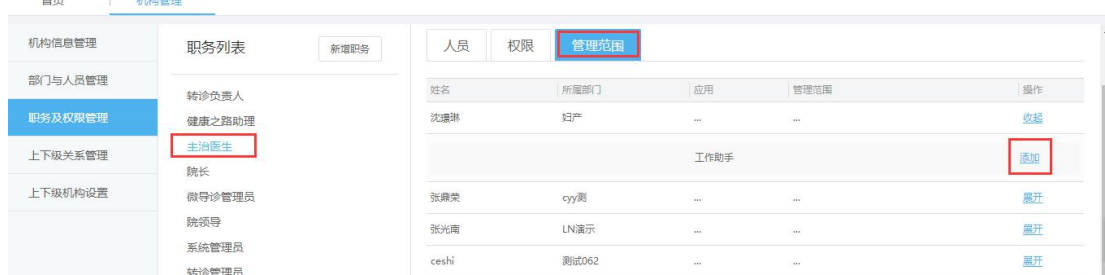 首页 机构管理
机构信息管理
部门与人员管理
职务及权限管理
上下级关系管理
上下级机构设置
职务列表 新增职务
转诊负责人
健康之路助理
主治医生
院长
微导诊管理员
院领导
系统管理员
转诊管理员
人员 权限 管理范围
姓名 所属部门 应用 管理范围 操作
沈璟琳 妇产 ... ... 收起
工作助手 添加
张鼎荣 cyy测 ... ... 展开
张光南 LN演示 ... ... 展开
ceshi 测试062 ... ... 展开